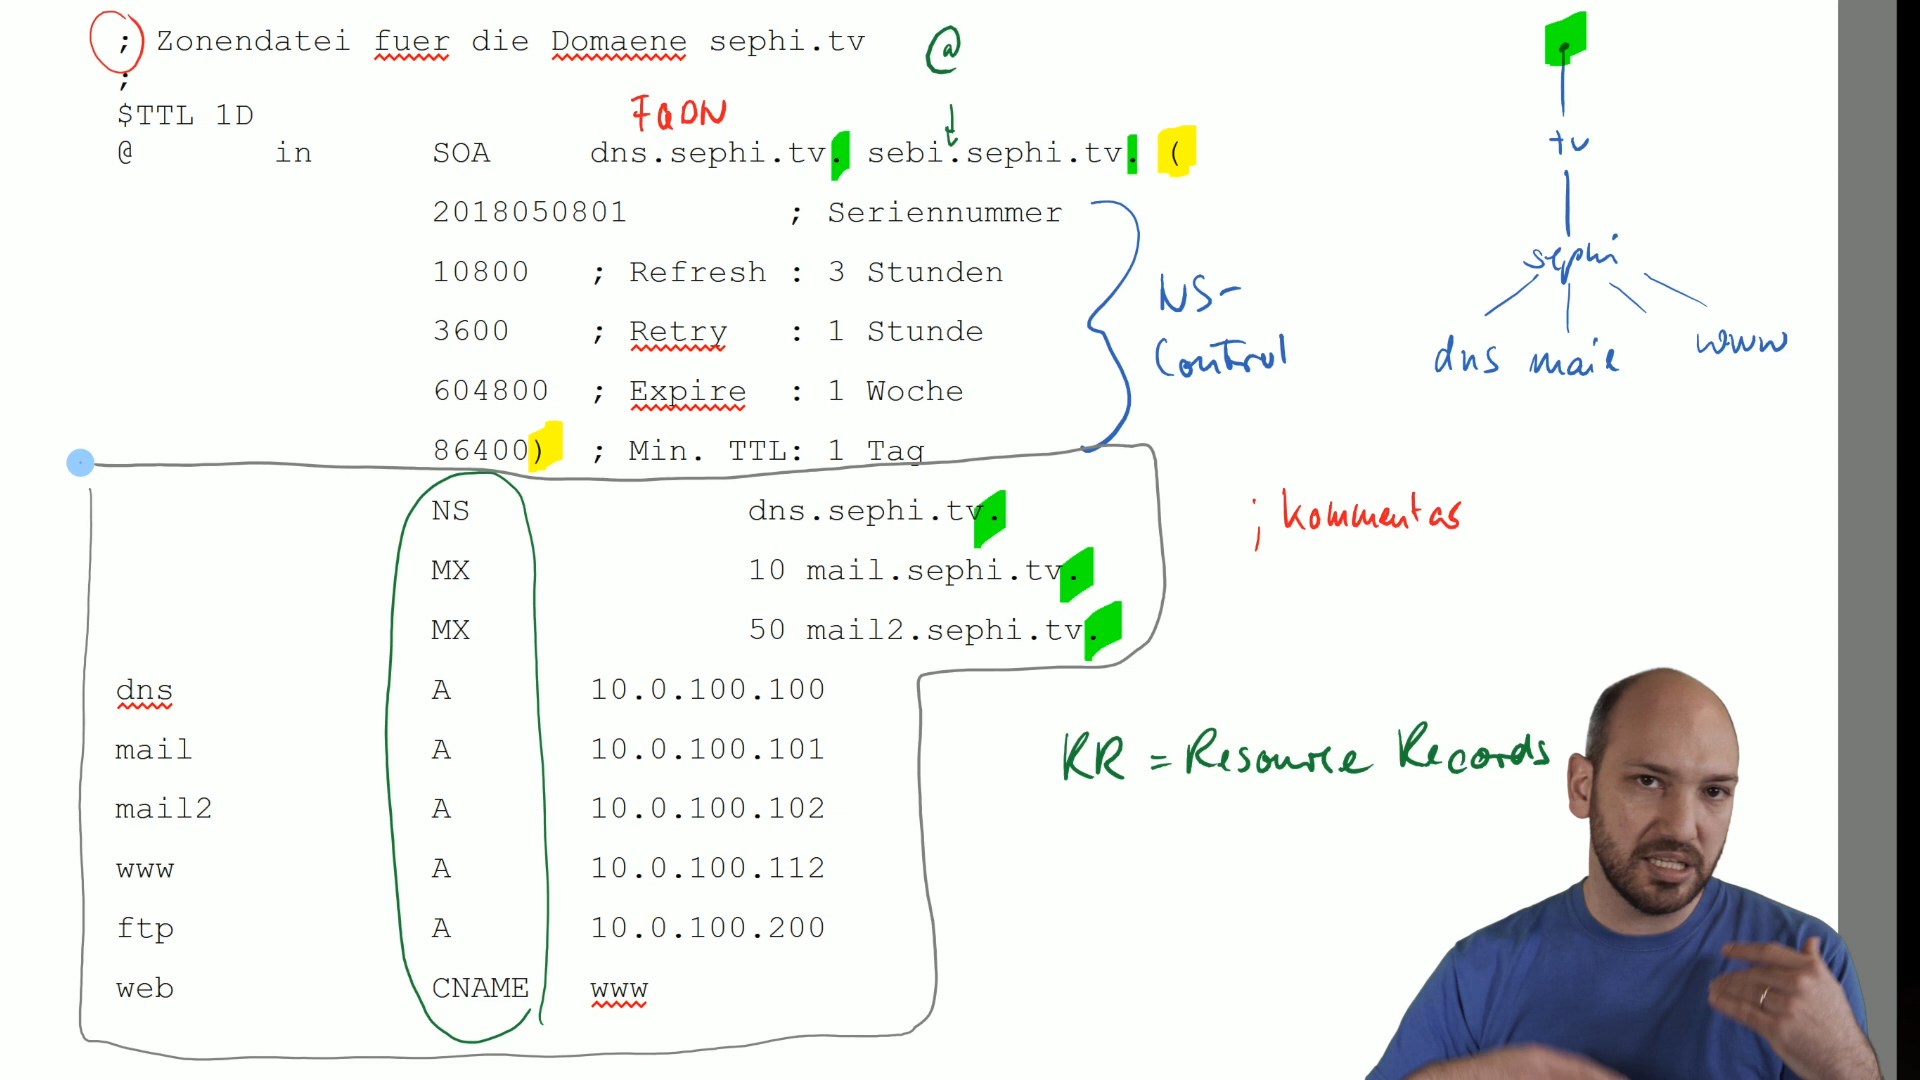 ; Zonendatei fuer die Domaene sephi.tv
@
;
$TTL 1D
FQDN
@ in SOA dns.sephi.tv. sebi.sephi.tv. (
2018050801 ; Seriennummer
10800 ; Refresh : 3 Stunden
3600 ; Retry : 1 Stunde
604800 ; Expire : 1 Woche
86400) ; Min. TTL: 1 Tag
NS-
Control
tv
sephi
dns mail www
NS dns.sephi.tv.
MX 10 mail.sephi.tv.
MX 50 mail2.sephi.tv.
; kommentar
dns A 10.0.100.100
mail A 10.0.100.101
mail2 A 10.0.100.102
www A 10.0.100.112
ftp A 10.0.100.200
web CNAME www
RR = Resource Records